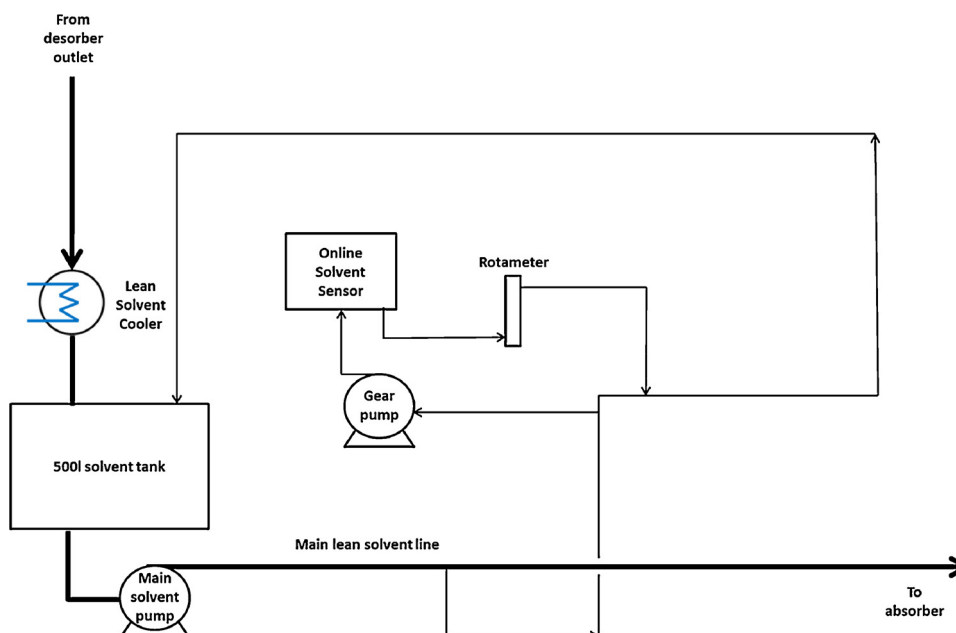 From
desorber
outlet
Online
Solvent
Sensor
Rotameter
Lean
Solvent
Cooler
Gear
pump
500l solvent tank
Main lean solvent line
Main
solvent
pump
To
absorber